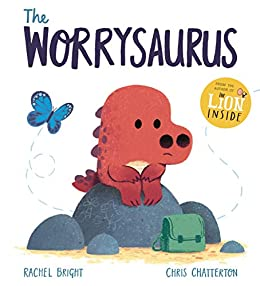 The
WORRYSAURUS
FROM THE
AUTHOR OF
THE
LION
INSIDE
RACHEL BRIGHT
CHRIS CHATTERTON